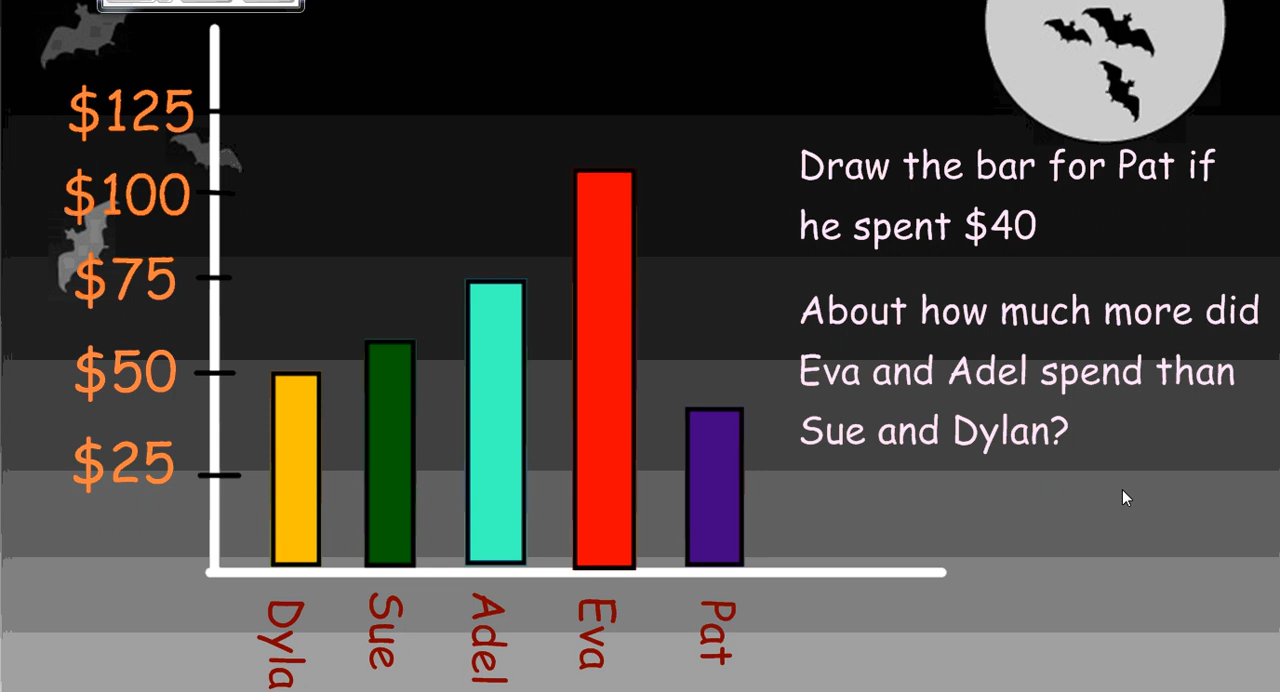 $125
$100
$75
$50
$25
Draw the bar for Pat if
he spent $40
About how much more did
Eva and Adel spend than
Sue and Dylan?
Dyla
Sue
Adel
Eva
Pat